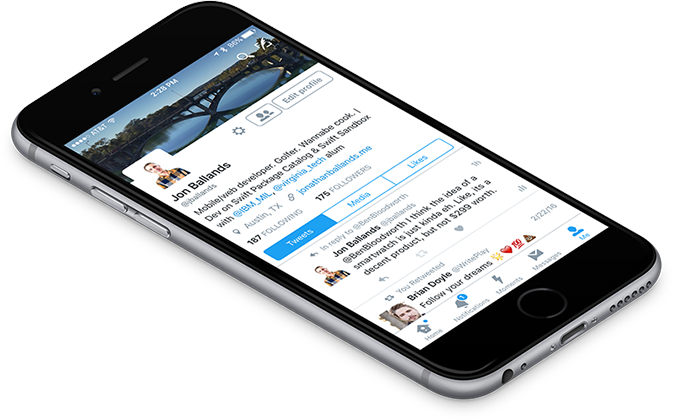 AT&T
2:28 PM
86%
Edit profile
Jon Ballands
@jballands
Mobile/web developer. Golfer. Wannabe cook. I
Dev on Swift Package Catalog & Swift Sandbox
with @IBM_MIL. @virginia_tech alum
Austin, TX
jonathanballands.me
187 FOLLOWING
175 FOLLOWERS
Tweets
Media
Likes
In reply to @BenBloodworth
Jon Ballands @jballands
1h
@BenBloodworth I think the idea of a
smartwatch is just kinda eh. Like, its a
decent product, but not $299 worth.
You Retweeted
Brian Doyle @WritePlay
2/22/16
Follow your dreams 💥❤️💯💩
Home
Notifications
1
Moments
Messages
Me